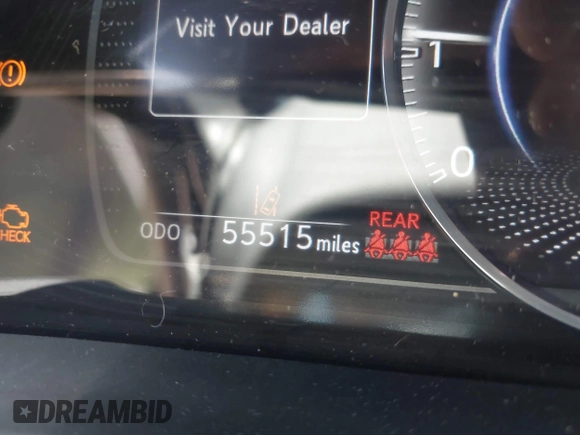 Visit Your Dealer
1
0
CHECK
REAR
ODO 55515 miles
DREAMBID